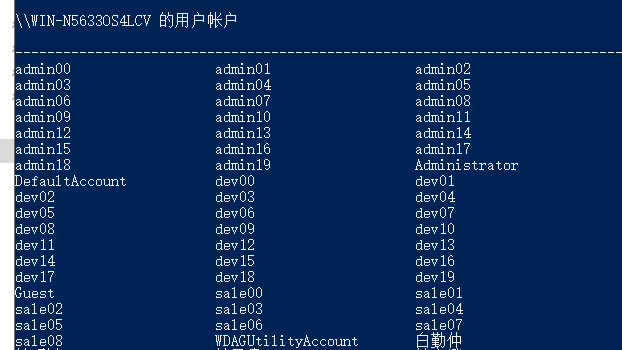 \\WIN-N5633OS4LCV 的用户帐户
-------------------------------------------------------------------------------
admin00 admin01 admin02
admin03 admin04 admin05
admin06 admin07 admin08
admin09 admin10 admin11
admin12 admin13 admin14
admin15 admin16 admin17
admin18 admin19 Administrator
DefaultAccount dev00 dev01
dev02 dev03 dev04
dev05 dev06 dev07
dev08 dev09 dev10
dev11 dev12 dev13
dev14 dev15 dev16
dev17 dev18 dev19
Guest sale00 sale01
sale02 sale03 sale04
sale05 sale06 sale07
sale08 WDAGUtilityAccount 白勤仲